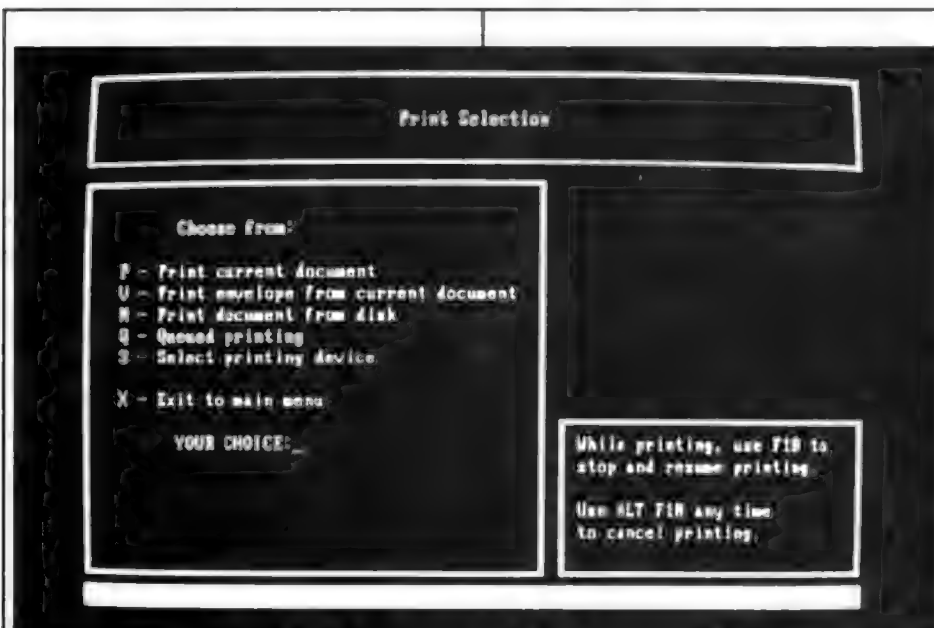 Print Selection
Choose from:
P - Print current document
V - Print envelope from current document
N - Print document from disk
Q - Queued printing
S - Select printing device
X - Exit to main menu
YOUR CHOICE:_
While printing, use F10 to
stop and resume printing.
Use ALT F10 any time
to cancel printing.